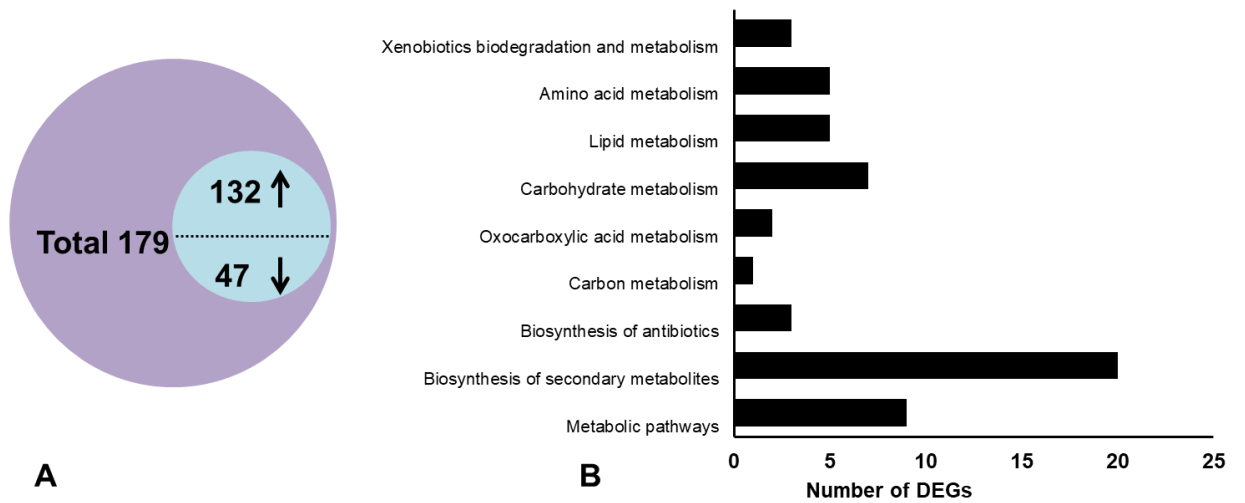 132 ↑
Total 179
47 ↓
A
Xenobiotics biodegradation and metabolism
Amino acid metabolism
Lipid metabolism
Carbohydrate metabolism
Oxocarboxylic acid metabolism
Carbon metabolism
Biosynthesis of antibiotics
Biosynthesis of secondary metabolites
Metabolic pathways
0 5 10 15 20 25
Number of DEGs
B